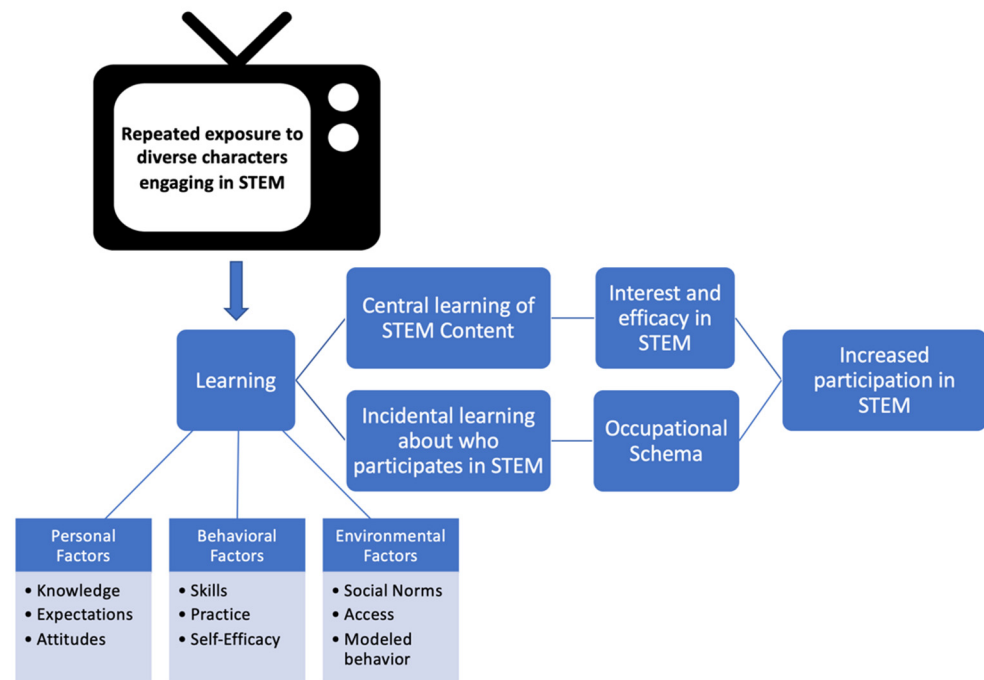 Repeated exposure to
diverse characters
engaging in STEM
Learning
Central learning of
STEM Content
Interest and
efficacy in
STEM
Incidental learning
about who
participates in STEM
Occupational
Schema
Increased
participation in
STEM
Personal
Factors
• Knowledge
• Expectations
• Attitudes
Behavioral
Factors
• Skills
• Practice
• Self-Efficacy
Environmental
Factors
• Social Norms
• Access
• Modeled
behavior